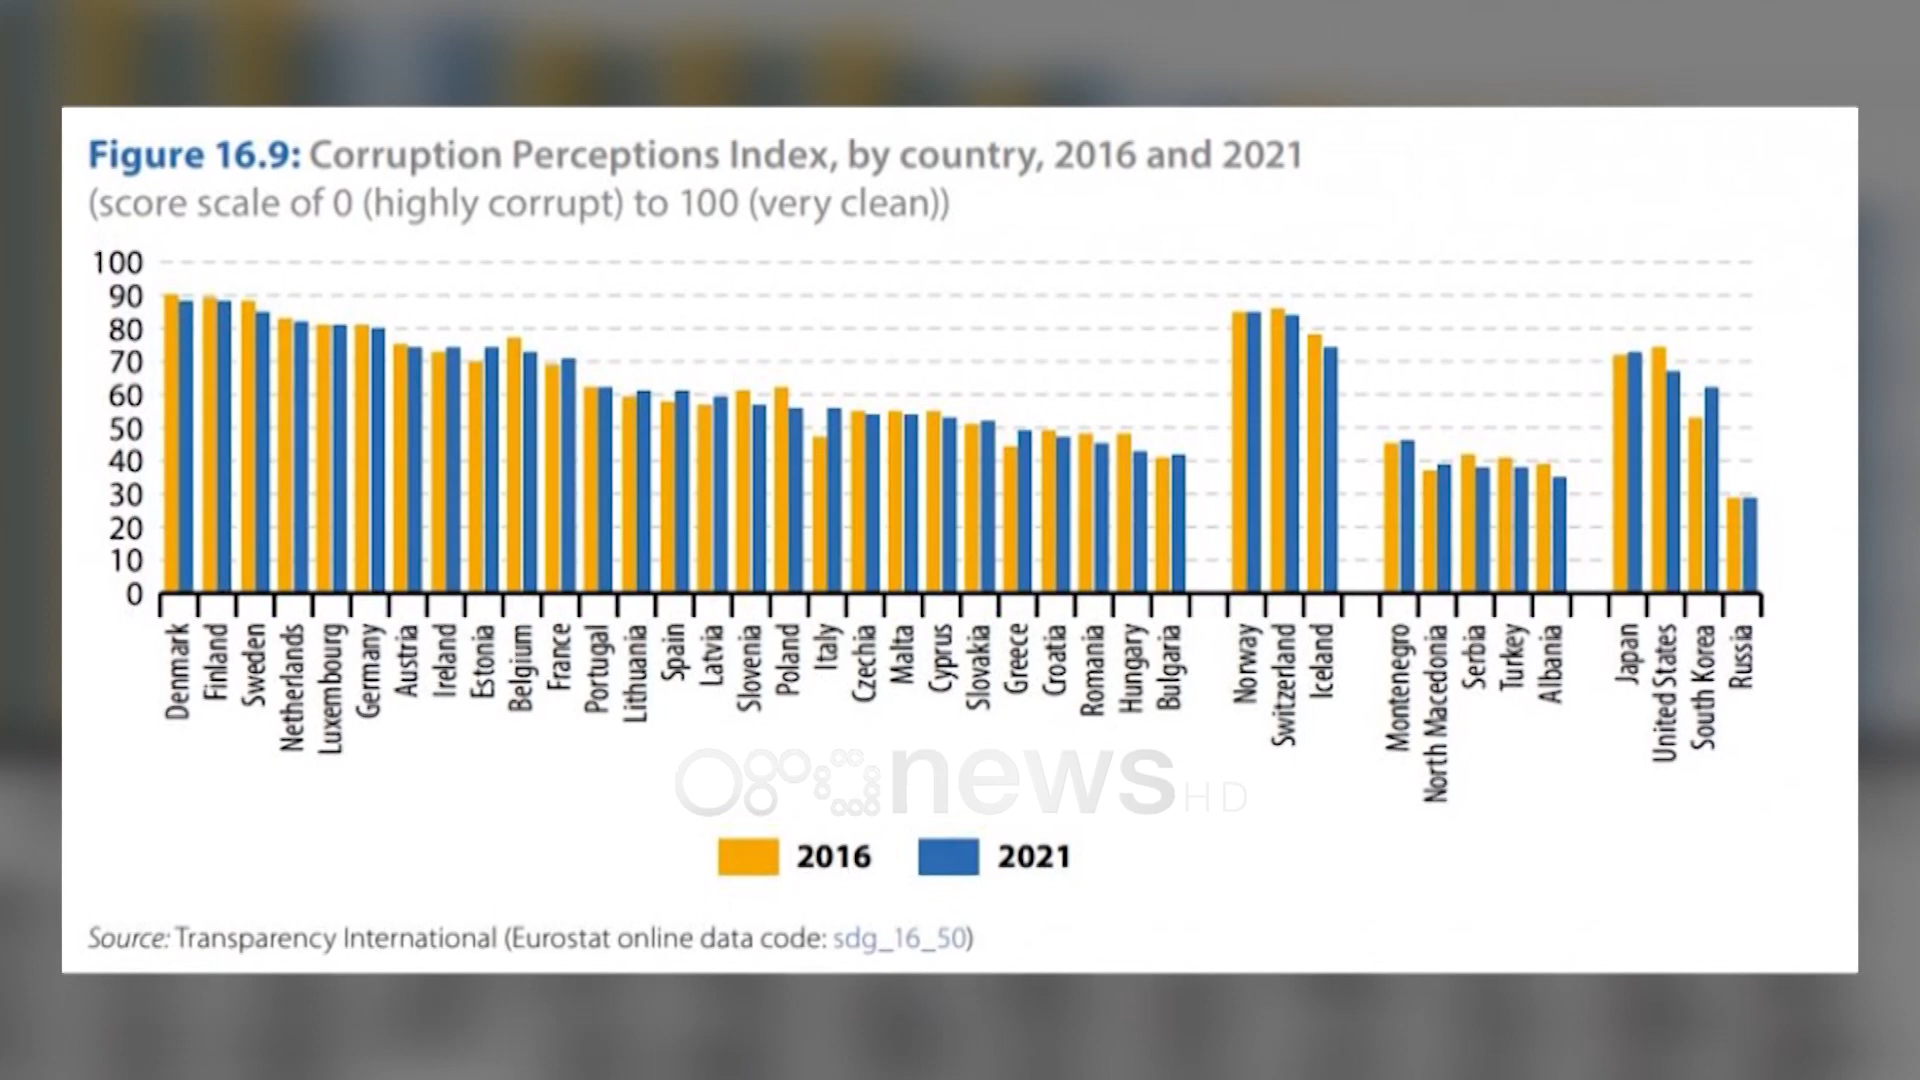 Figure 16.9: Corruption Perceptions Index, by country, 2016 and 2021
(score scale of 0 (highly corrupt) to 100 (very clean))
100
90
80
70
60
50
40
30
20
10
0
Denmark
Finland
Sweden
Netherlands
Luxembourg
Germany
Austria
Ireland
Estonia
Belgium
France
Portugal
Lithuania
Spain
Latvia
Slovenia
Poland
Italy
Czechia
Malta
Cyprus
Slovakia
Greece
Croatia
Romania
Hungary
Bulgaria
Norway
Switzerland
Iceland
Montenegro
North Macedonia
Serbia
Turkey
Albania
Japan
United States
South Korea
Russia
news HD
2016 2021
Source: Transparency International (Eurostat online data code: sdg_16_50)